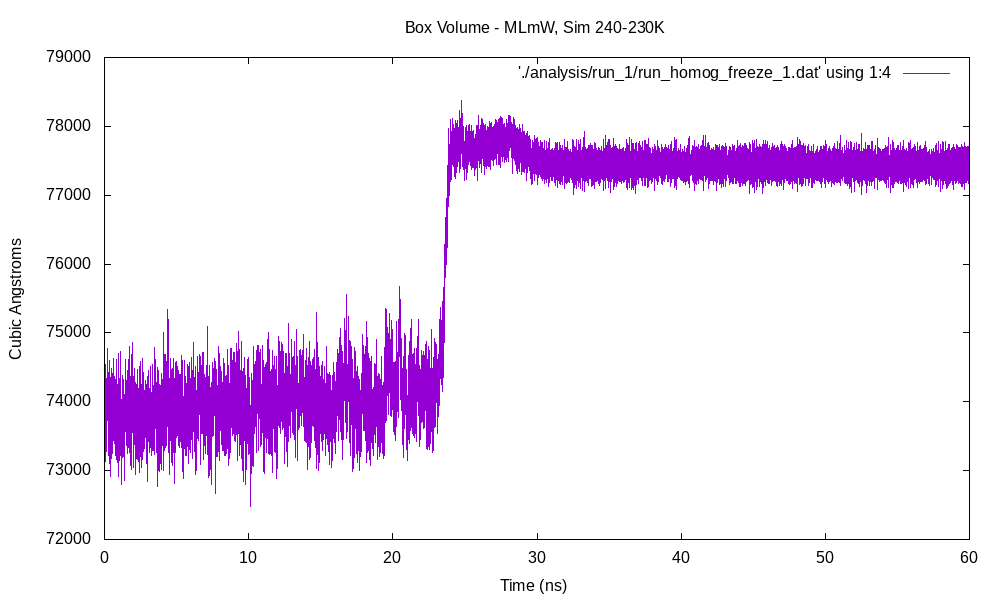 Box Volume - MLmW, Sim 240-230K
79000
'./analysis/run_1/run_homog_freeze_1.dat' using 1:4
78000
77000
76000
75000
74000
73000
72000
Cubic Angstroms
0 10 20 30 40 50 60
Time (ns)